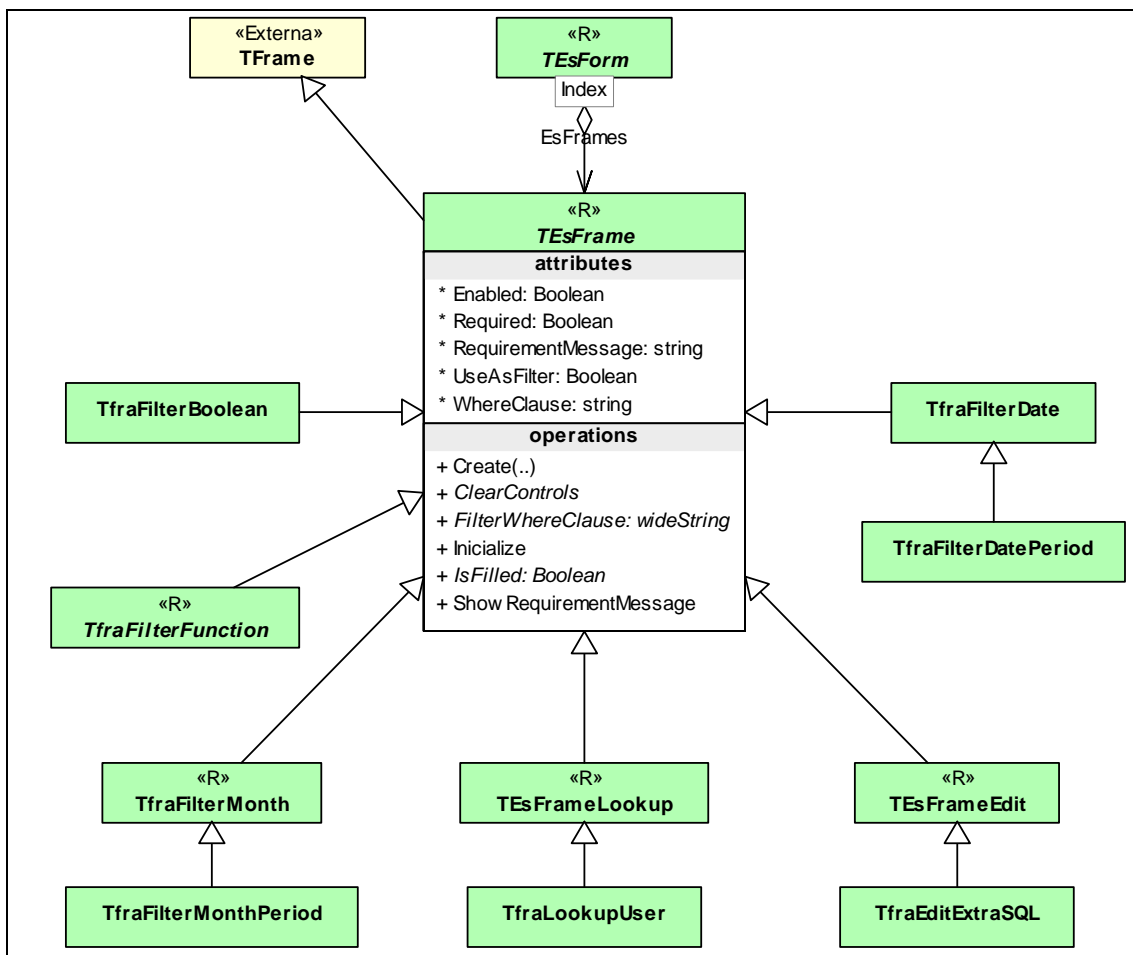 «Externa»
TFrame
«R»
TEsForm
Index
EsFrames
«R»
TEsFrame
attributes
* Enabled: Boolean
* Required: Boolean
* RequirementMessage: string
* UseAsFilter: Boolean
* WhereClause: string
operations
+ Create(..)
+ ClearControls
+ FilterWhereClause: wideString
+ Inicialize
+ IsFilled: Boolean
+ Show RequirementMessage
TfraFilterBoolean
TfraFilterDate
TfraFilterDatePeriod
«R»
TfraFilterFunction
«R»
TfraFilterMonth
«R»
TEsFrameLookup
«R»
TEsFrameEdit
TfraFilterMonthPeriod
TfraLookupUser
TfraEditExtraSQL